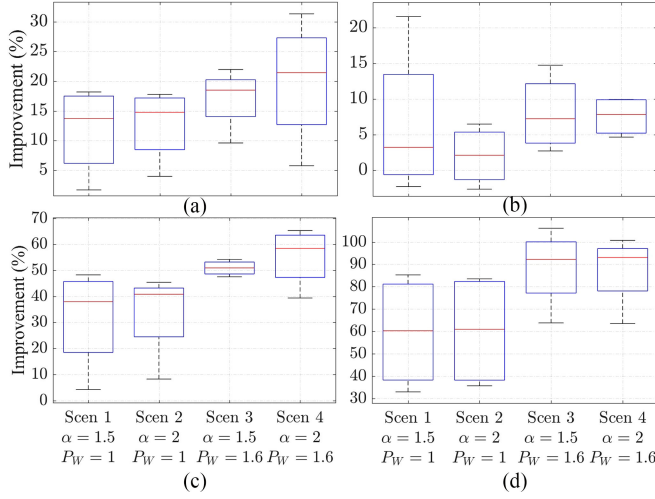 Improvement (%)
30
25
20
15
10
5
(a)
20
15
10
5
0
(b)
Improvement (%)
70
60
50
40
30
20
10
0
Scen 1 Scen 2 Scen 3 Scen 4
α = 1.5 α = 2 α = 1.5 α = 2
P_W = 1 P_W = 1 P_W = 1.6 P_W = 1.6
(c)
100
90
80
70
60
50
40
30
Scen 1 Scen 2 Scen 3 Scen 4
α = 1.5 α = 2 α = 1.5 α = 2
P_W = 1 P_W = 1 P_W = 1.6 P_W = 1.6
(d)